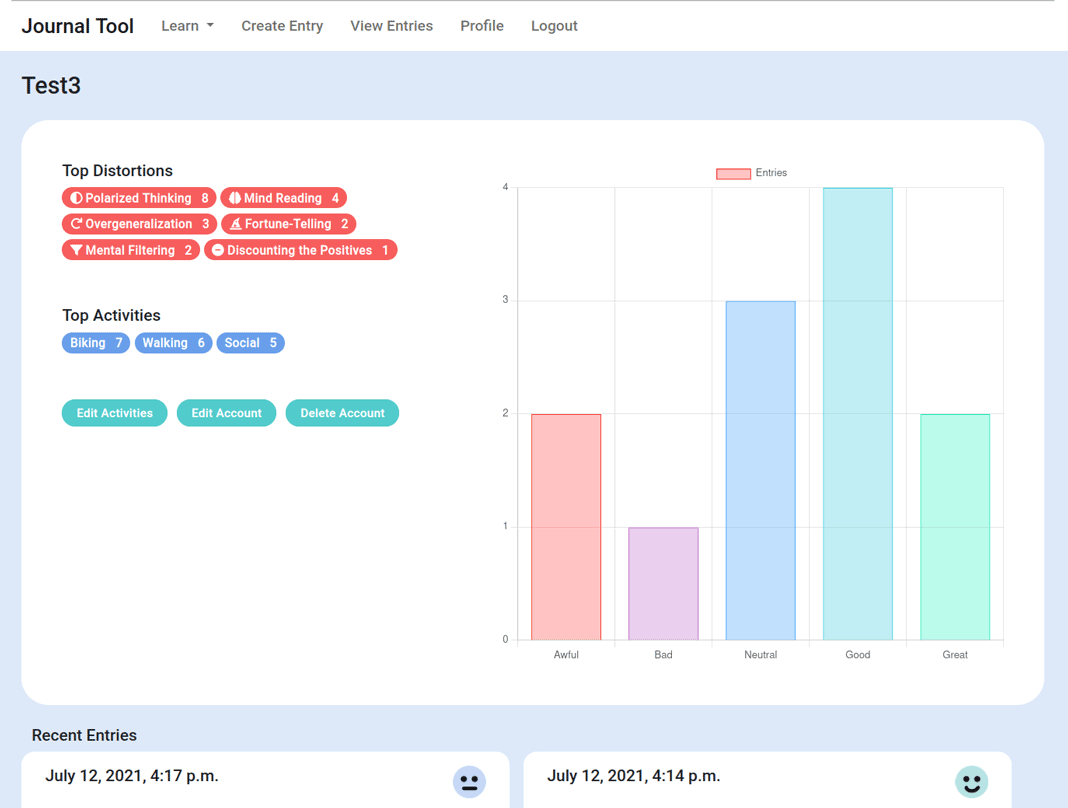 Journal Tool Learn Create Entry View Entries Profile Logout
Test3
Top Distortions
Polarized Thinking 8 Mind Reading 4
Overgeneralization 3 Fortune-Telling 2
Mental Filtering 2 Discounting the Positives 1
Top Activities
Biking 7 Walking 6 Social 5
Edit Activities Edit Account Delete Account
Entries
4
3
2
1
0
Awful Bad Neutral Good Great
Recent Entries
July 12, 2021, 4:17 p.m. July 12, 2021, 4:14 p.m.